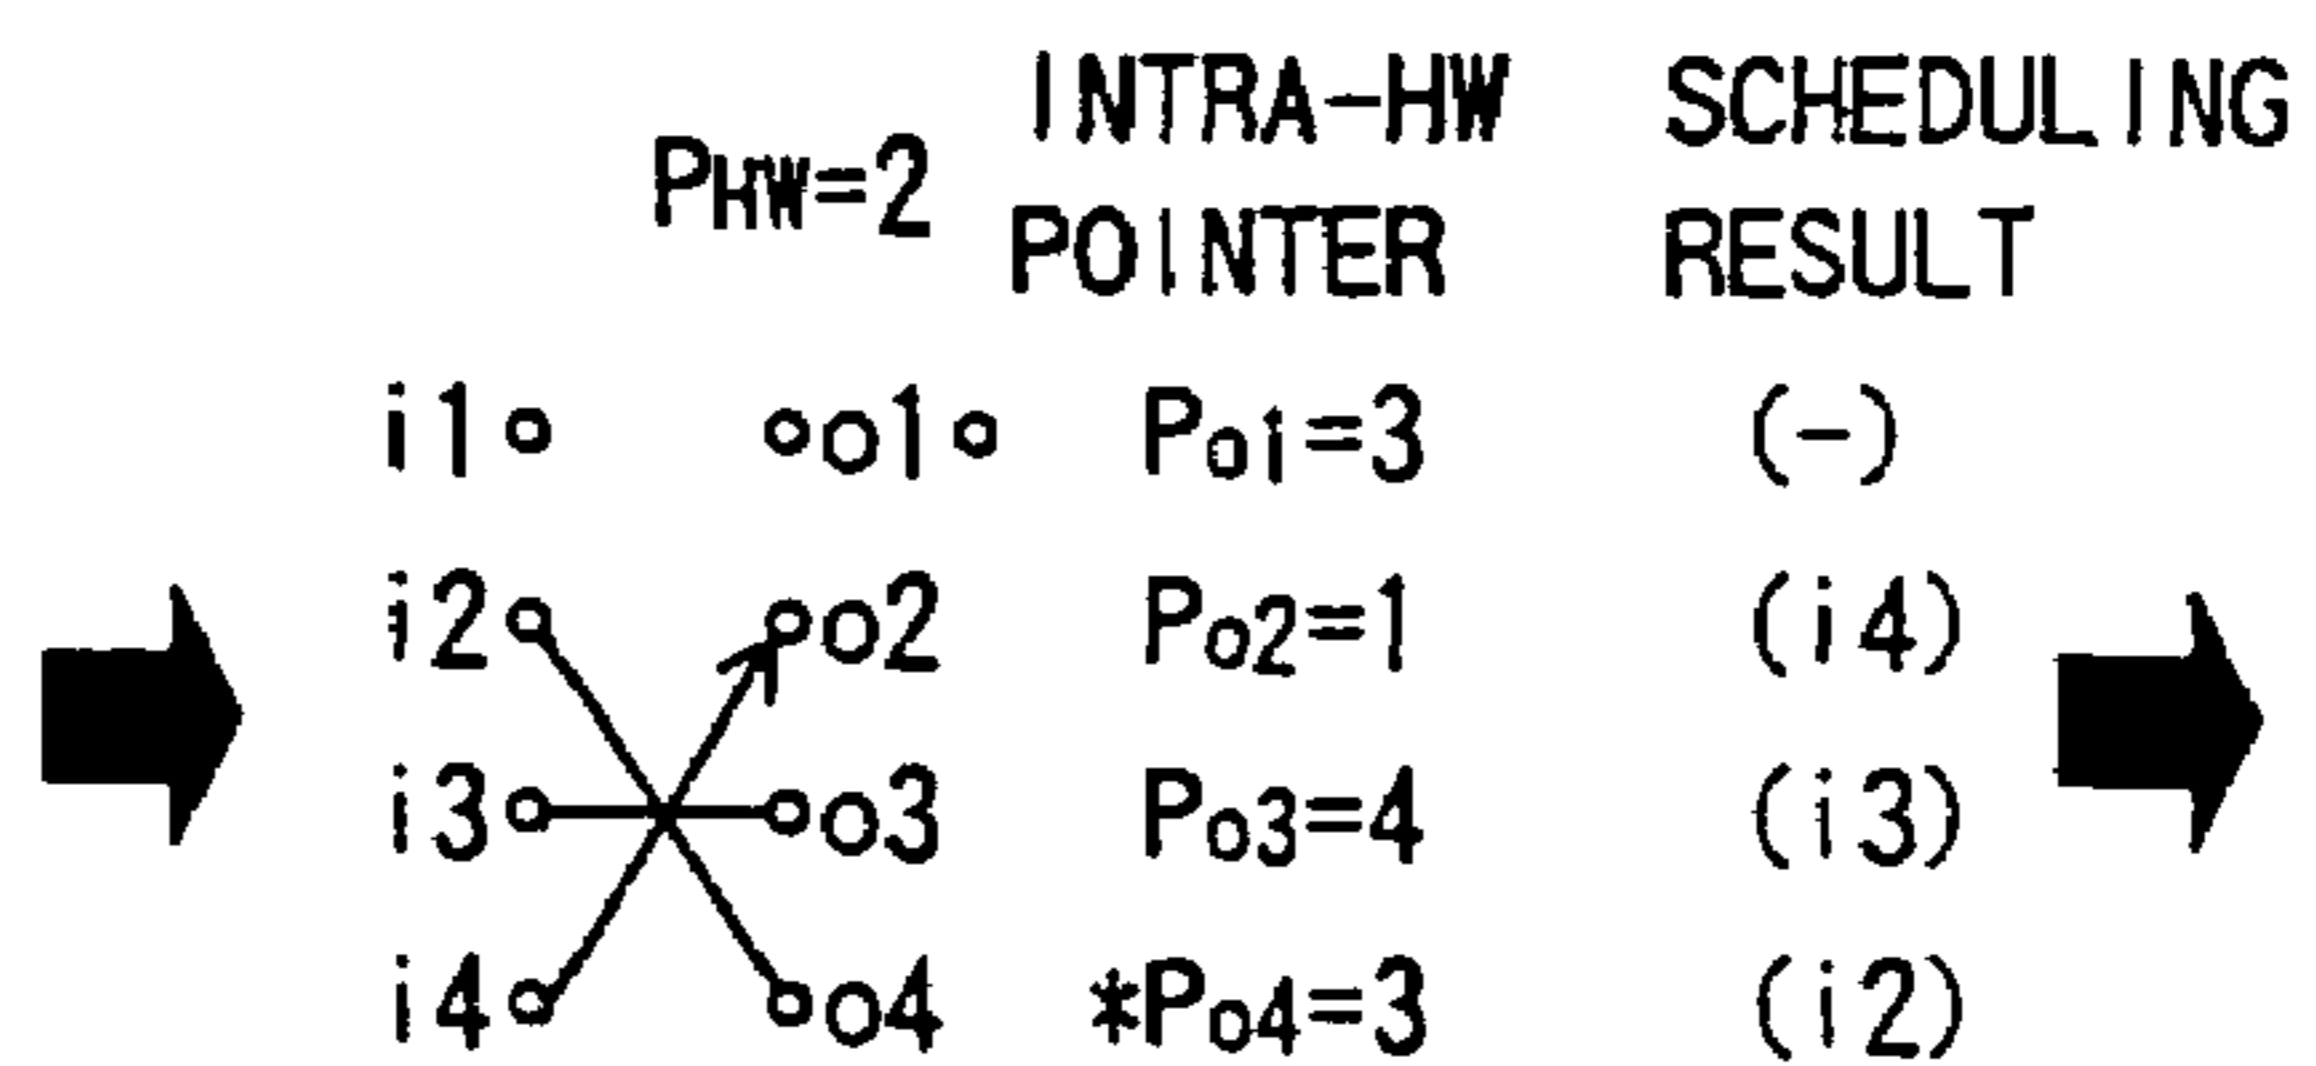 PHW=2 INTRA-HW POINTER SCHEDULING RESULT
i1 o1 Po1=3 (-)
i2 o2 Po2=1 (i4)
i3 o3 Po3=4 (i3)
i4 o4 *Po4=3 (i2)